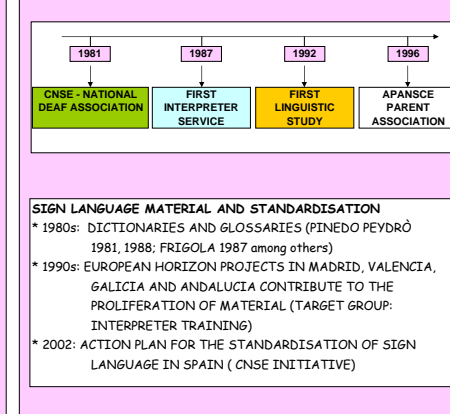 1981 1987 1992 1996
CNSE - NATIONAL DEAF ASSOCIATION
FIRST INTERPRETER SERVICE
FIRST LINGUISTIC STUDY
APANSCE PARENT ASSOCIATION
SIGN LANGUAGE MATERIAL AND STANDARDISATION
* 1980s: DICTIONARIES AND GLOSSARIES (PINEDO PEYDRÒ
1981, 1988; FRIGOLA 1987 among others)
* 1990s: EUROPEAN HORIZON PROJECTS IN MADRID, VALENCIA,
GALICIA AND ANDALUCIA CONTRIBUTE TO THE
PROLIFERATION OF MATERIAL (TARGET GROUP:
INTERPRETER TRAINING)
* 2002: ACTION PLAN FOR THE STANDARDISATION OF SIGN
LANGUAGE IN SPAIN ( CNSE INITIATIVE)